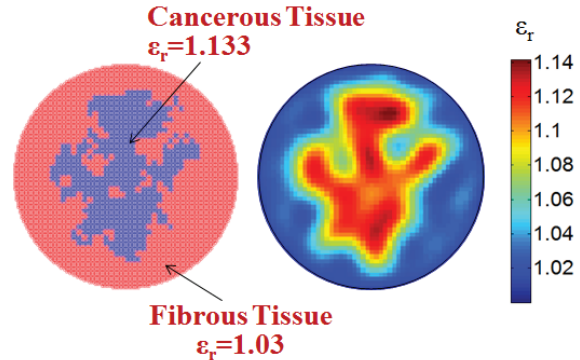 Cancerous Tissue
εr=1.133
εr
1.14
1.12
1.1
1.08
1.06
1.04
1.02
Fibrous Tissue
εr=1.03